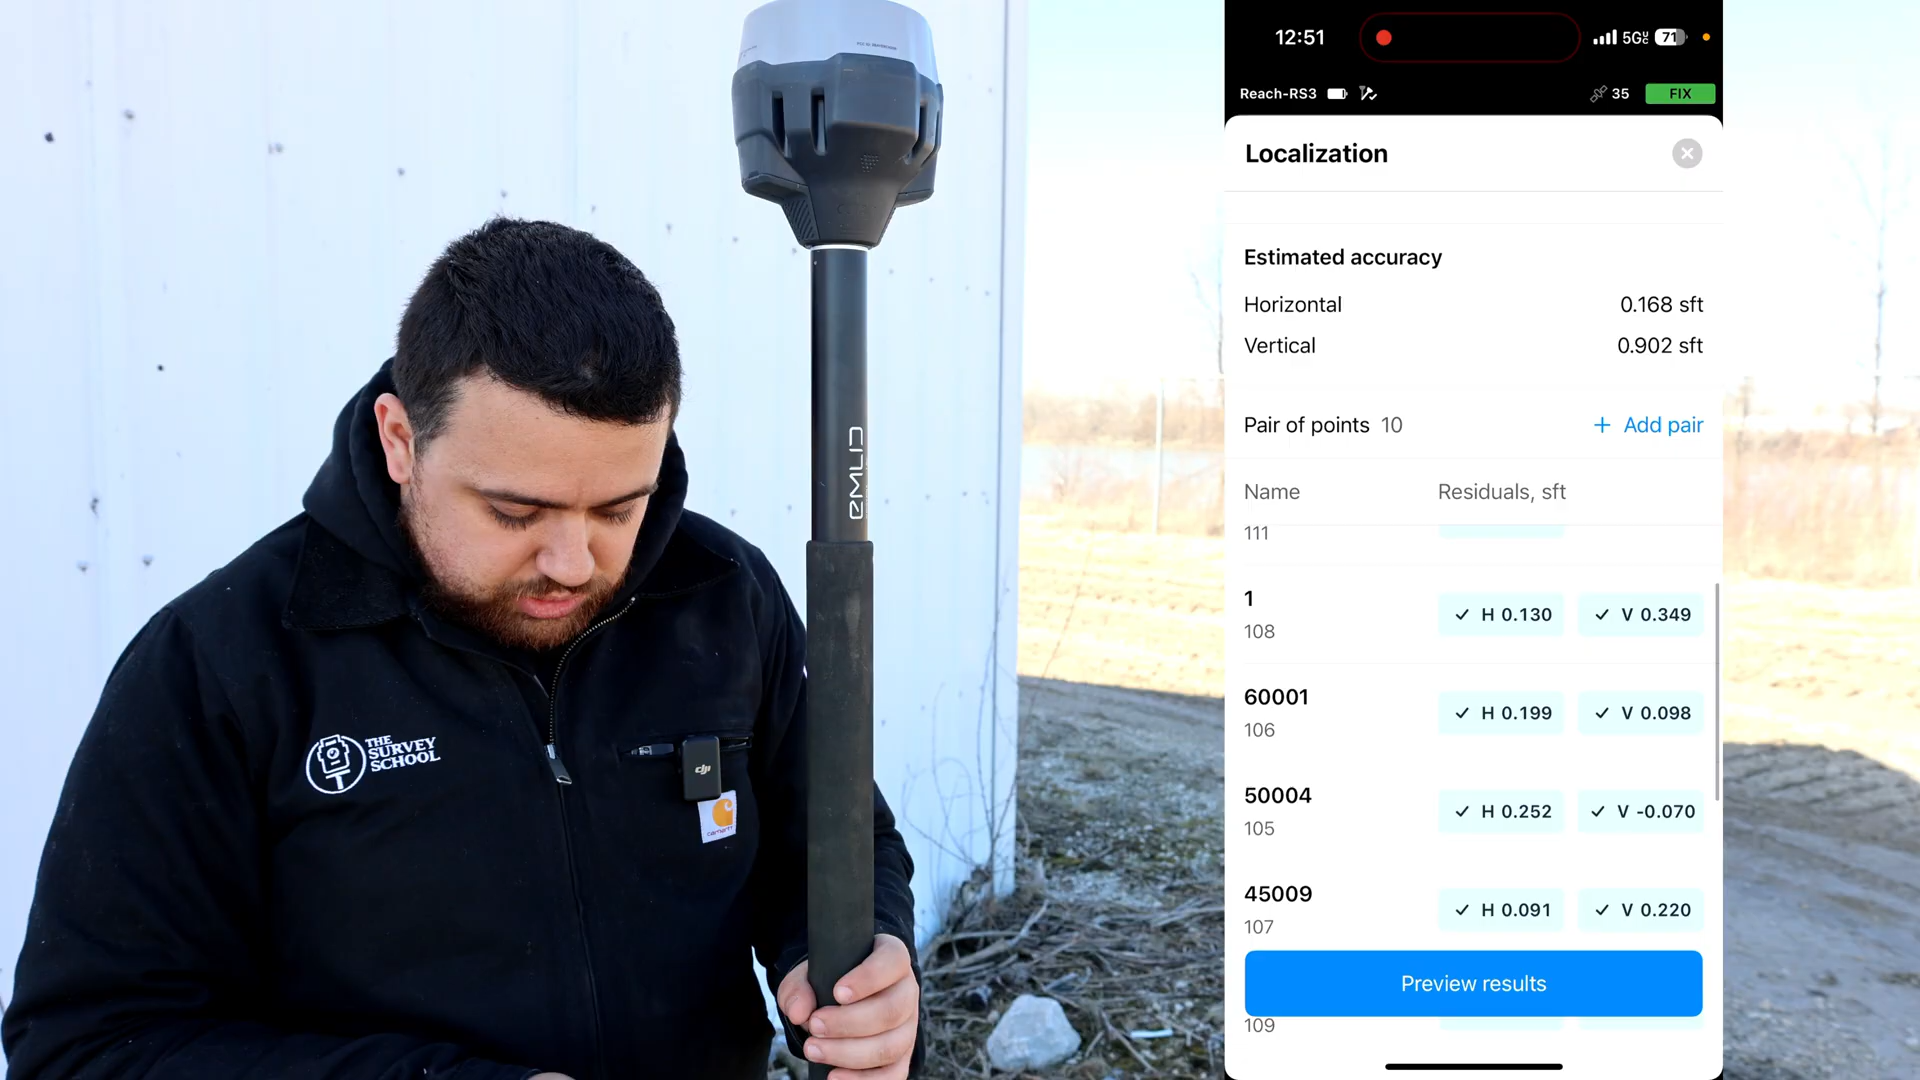 EMLID
THE
SURVEY
SCHOOL
dji
carhartt
12:51
5G
71
Reach-RS3
35
FIX
Localization
Estimated accuracy
Horizontal 0.168 sft
Vertical 0.902 sft
Pair of points 10 + Add pair
Name Residuals, sft
111
1
108
H 0.130 V 0.349
60001
106
H 0.199 V 0.098
50004
105
H 0.252 V -0.070
45009
107
H 0.091 V 0.220
Preview results
109